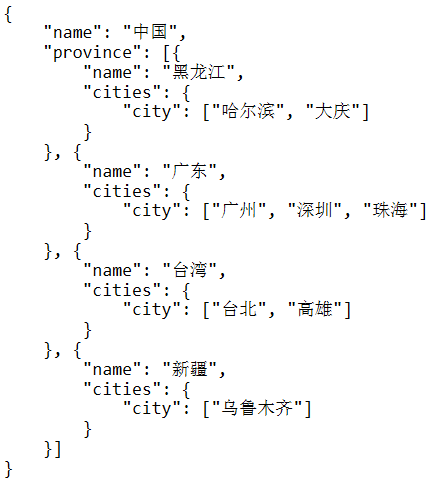 {
    "name": "中国",
    "province": [{
        "name": "黑龙江",
        "cities": {
            "city": ["哈尔滨", "大庆"]
        }
    }, {
        "name": "广东",
        "cities": {
            "city": ["广州", "深圳", "珠海"]
        }
    }, {
        "name": "台湾",
        "cities": {
            "city": ["台北", "高雄"]
        }
    }, {
        "name": "新疆",
        "cities": {
            "city": ["乌鲁木齐"]
        }
    }]
}